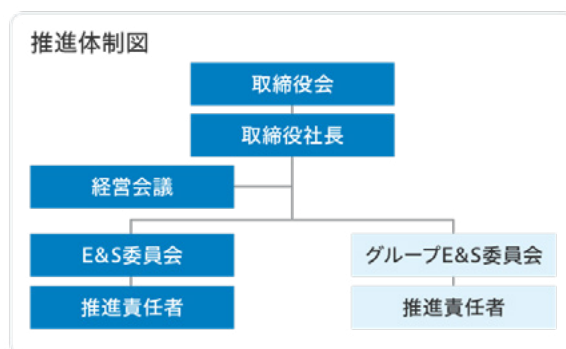 推進体制図
取締役会
取締役社長
経営会議
E&S委員会
グループE&S委員会
推進責任者
推進責任者